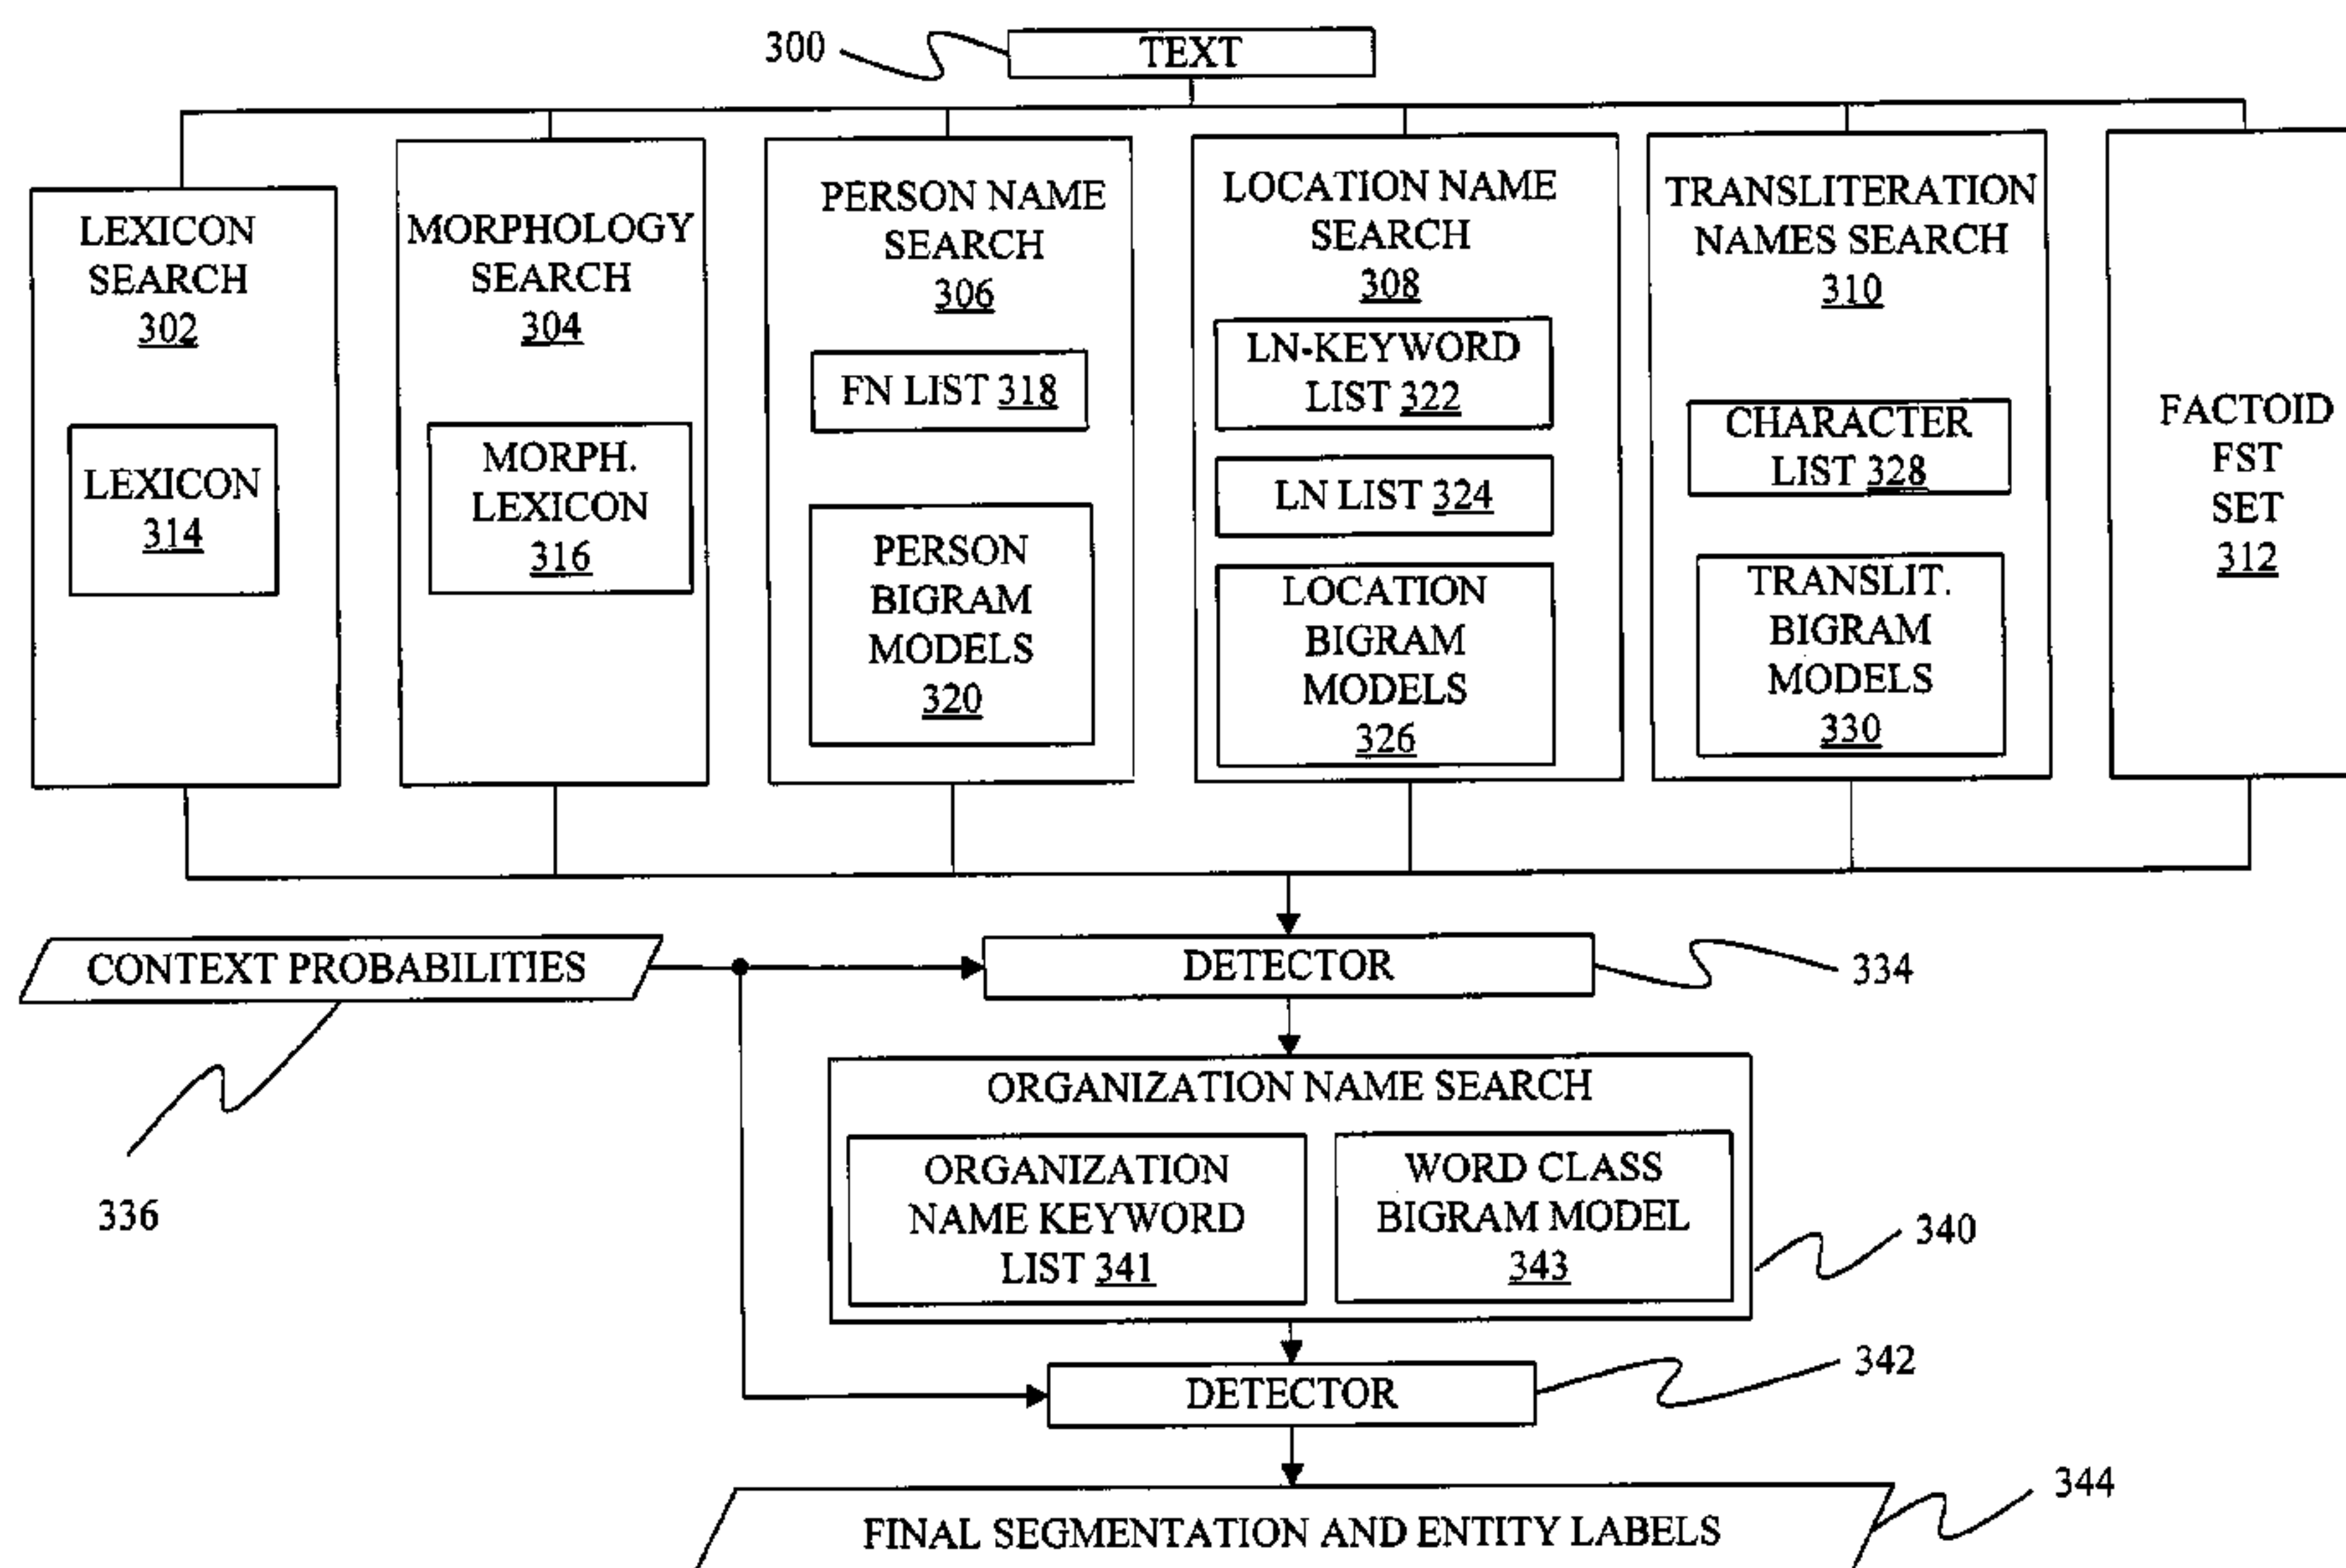 300
TEXT
LEXICON
SEARCH
302
LEXICON
314
MORPHOLOGY
SEARCH
304
MORPH.
LEXICON
316
PERSON NAME
SEARCH
306
FN LIST 318
PERSON
BIGRAM
MODELS
320
LOCATION NAME
SEARCH
308
LN-KEYWORD
LIST 322
LN LIST 324
LOCATION
BIGRAM
MODELS
326
TRANSLITERATION
NAMES SEARCH
310
CHARACTER
LIST 328
TRANSLIT.
BIGRAM
MODELS
330
FACTOID
FST
SET
312
CONTEXT PROBABILITIES
336
DETECTOR
334
ORGANIZATION NAME SEARCH
ORGANIZATION
NAME KEYWORD
LIST 341
WORD CLASS
BIGRAM MODEL
343
340
DETECTOR
342
FINAL SEGMENTATION AND ENTITY LABELS
344